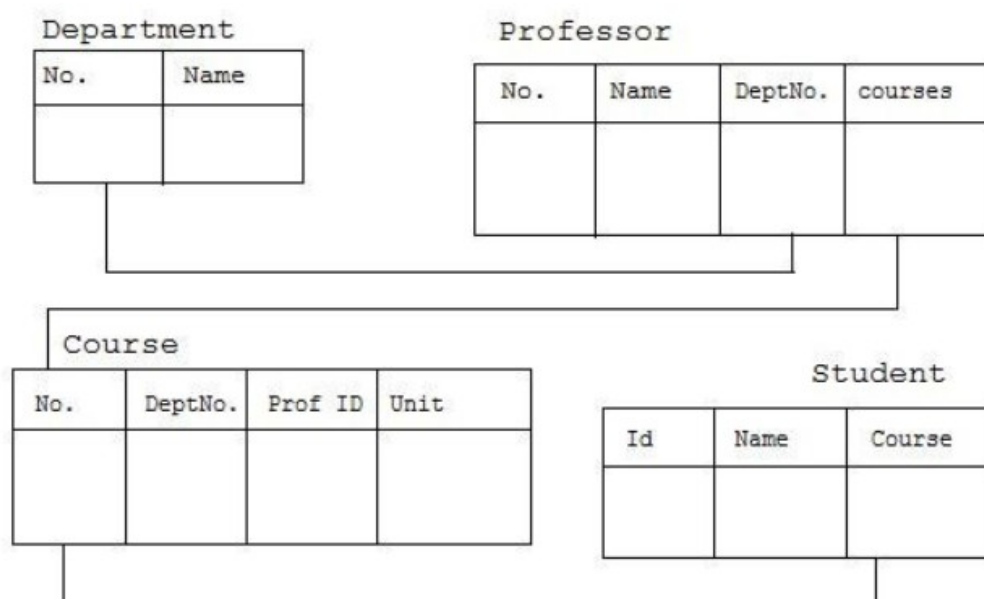 Department
No. Name
Professor
No. Name DeptNo. courses
Course
No. DeptNo. Prof ID Unit
Student
Id Name Course